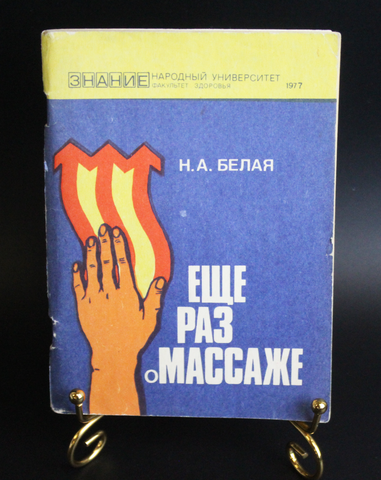 ЗНАНИЕ НАРОДНЫЙ УНИВЕРСИТЕТ
ФАКУЛЬТЕТ ЗДОРОВЬЯ 1977
Н.А. БЕЛАЯ
ЕЩЕ
РАЗ
о МАССАЖЕ